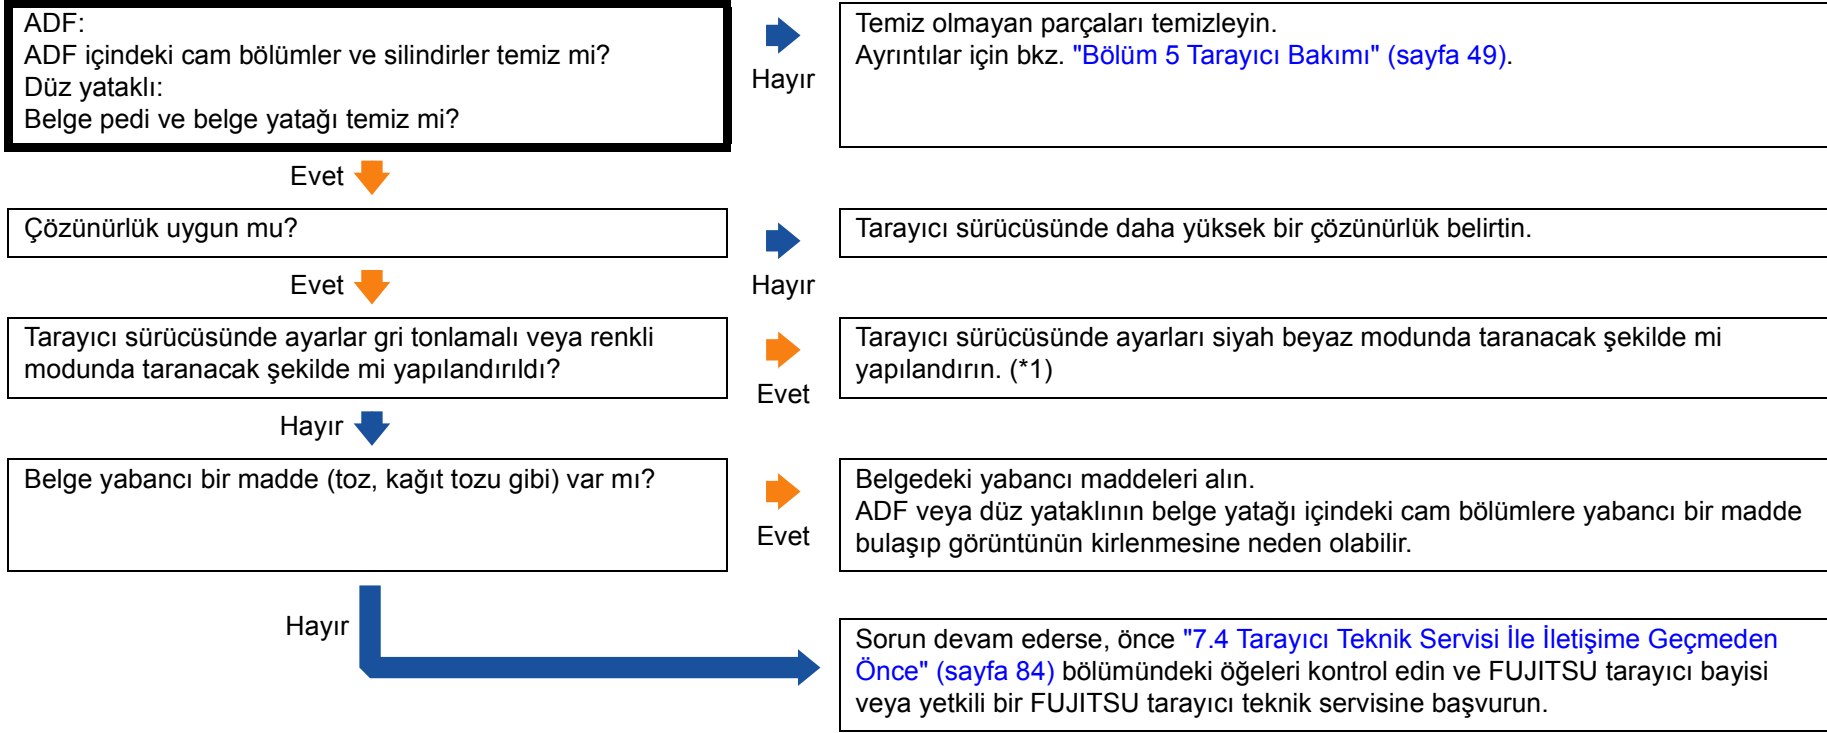 ADF:
ADF içindeki cam bölümler ve silindirler temiz mi?
Düz yataklı:
Belge pedi ve belge yatağı temiz mi?
Hayır
Temiz olmayan parçaları temizleyin.
Ayrıntılar için bkz. "Bölüm 5 Tarayıcı Bakımı" (sayfa 49).
Evet
Çözünürlük uygun mu?
Hayır
Tarayıcı sürücüsünde daha yüksek bir çözünürlük belirtin.
Evet
Tarayıcı sürücüsünde ayarlar gri tonlamalı veya renkli
modunda taranacak şekilde mi yapılandırıldı?
Evet
Tarayıcı sürücüsünde ayarları siyah beyaz modunda taranacak şekilde mi
yapılandırın. (*1)
Hayır
Belge yabancı bir madde (toz, kağıt tozu gibi) var mı?
Evet
Belgedeki yabancı maddeleri alın.
ADF veya düz yataklının belge yatağı içindeki cam bölümlere yabancı bir madde
bulaşıp görüntünün kirlenmesine neden olabilir.
Hayır
Sorun devam ederse, önce "7.4 Tarayıcı Teknik Servisi İle İletişime Geçmeden
Önce" (sayfa 84) bölümündeki öğeleri kontrol edin ve FUJITSU tarayıcı bayisi
veya yetkili bir FUJITSU tarayıcı teknik servisine başvurun.